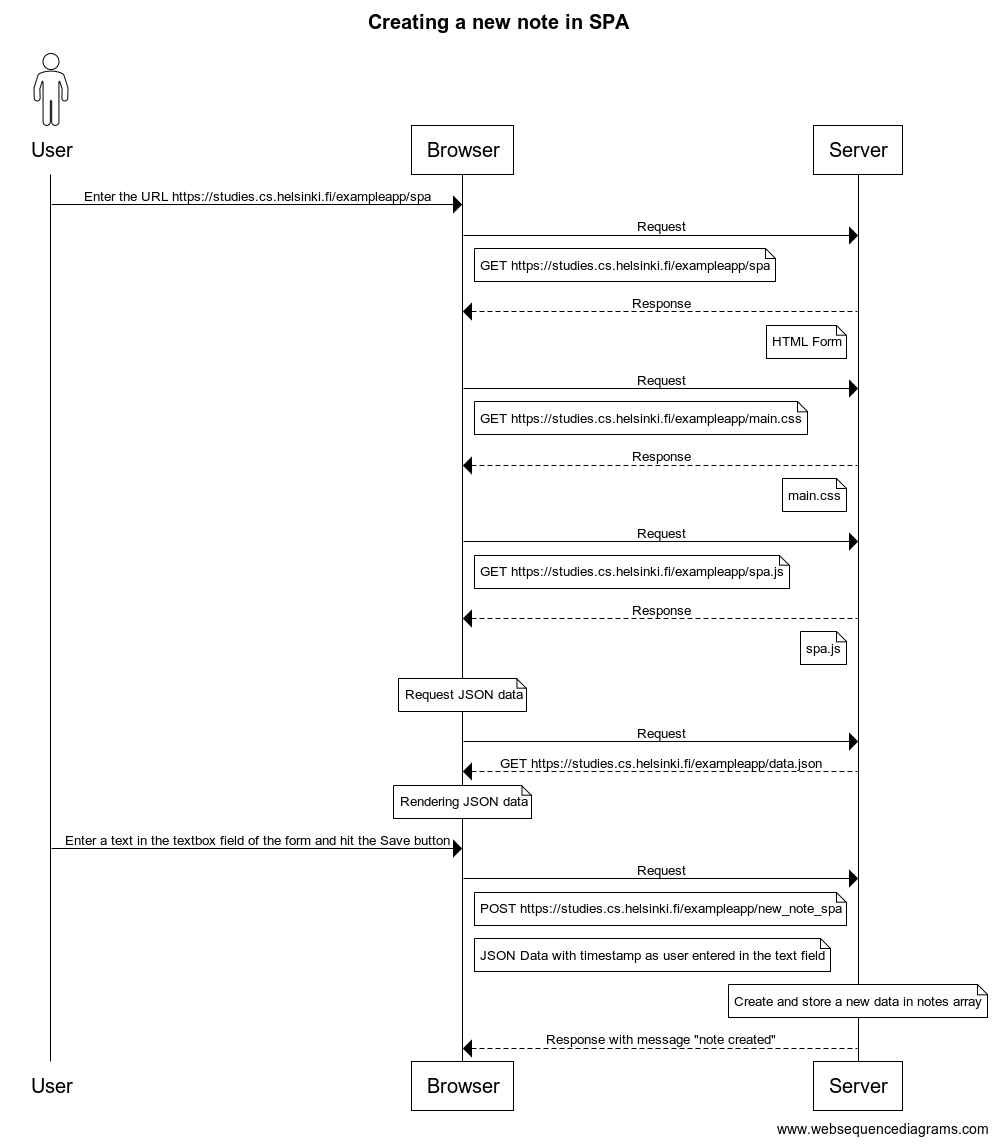 Creating a new note in SPA
User
Browser
Server
Enter the URL https://studies.cs.helsinki.fi/exampleapp/spa
Request
GET https://studies.cs.helsinki.fi/exampleapp/spa
Response
HTML Form
Request
GET https://studies.cs.helsinki.fi/exampleapp/main.css
Response
main.css
Request
GET https://studies.cs.helsinki.fi/exampleapp/spa.js
Response
spa.js
Request JSON data
Request
GET https://studies.cs.helsinki.fi/exampleapp/data.json
Rendering JSON data
Enter a text in the textbox field of the form and hit the Save button
Request
POST https://studies.cs.helsinki.fi/exampleapp/new_note_spa
JSON Data with timestamp as user entered in the text field
Create and store a new data in notes array
Response with message "note created"
User
Browser
Server
www.websequencediagrams.com